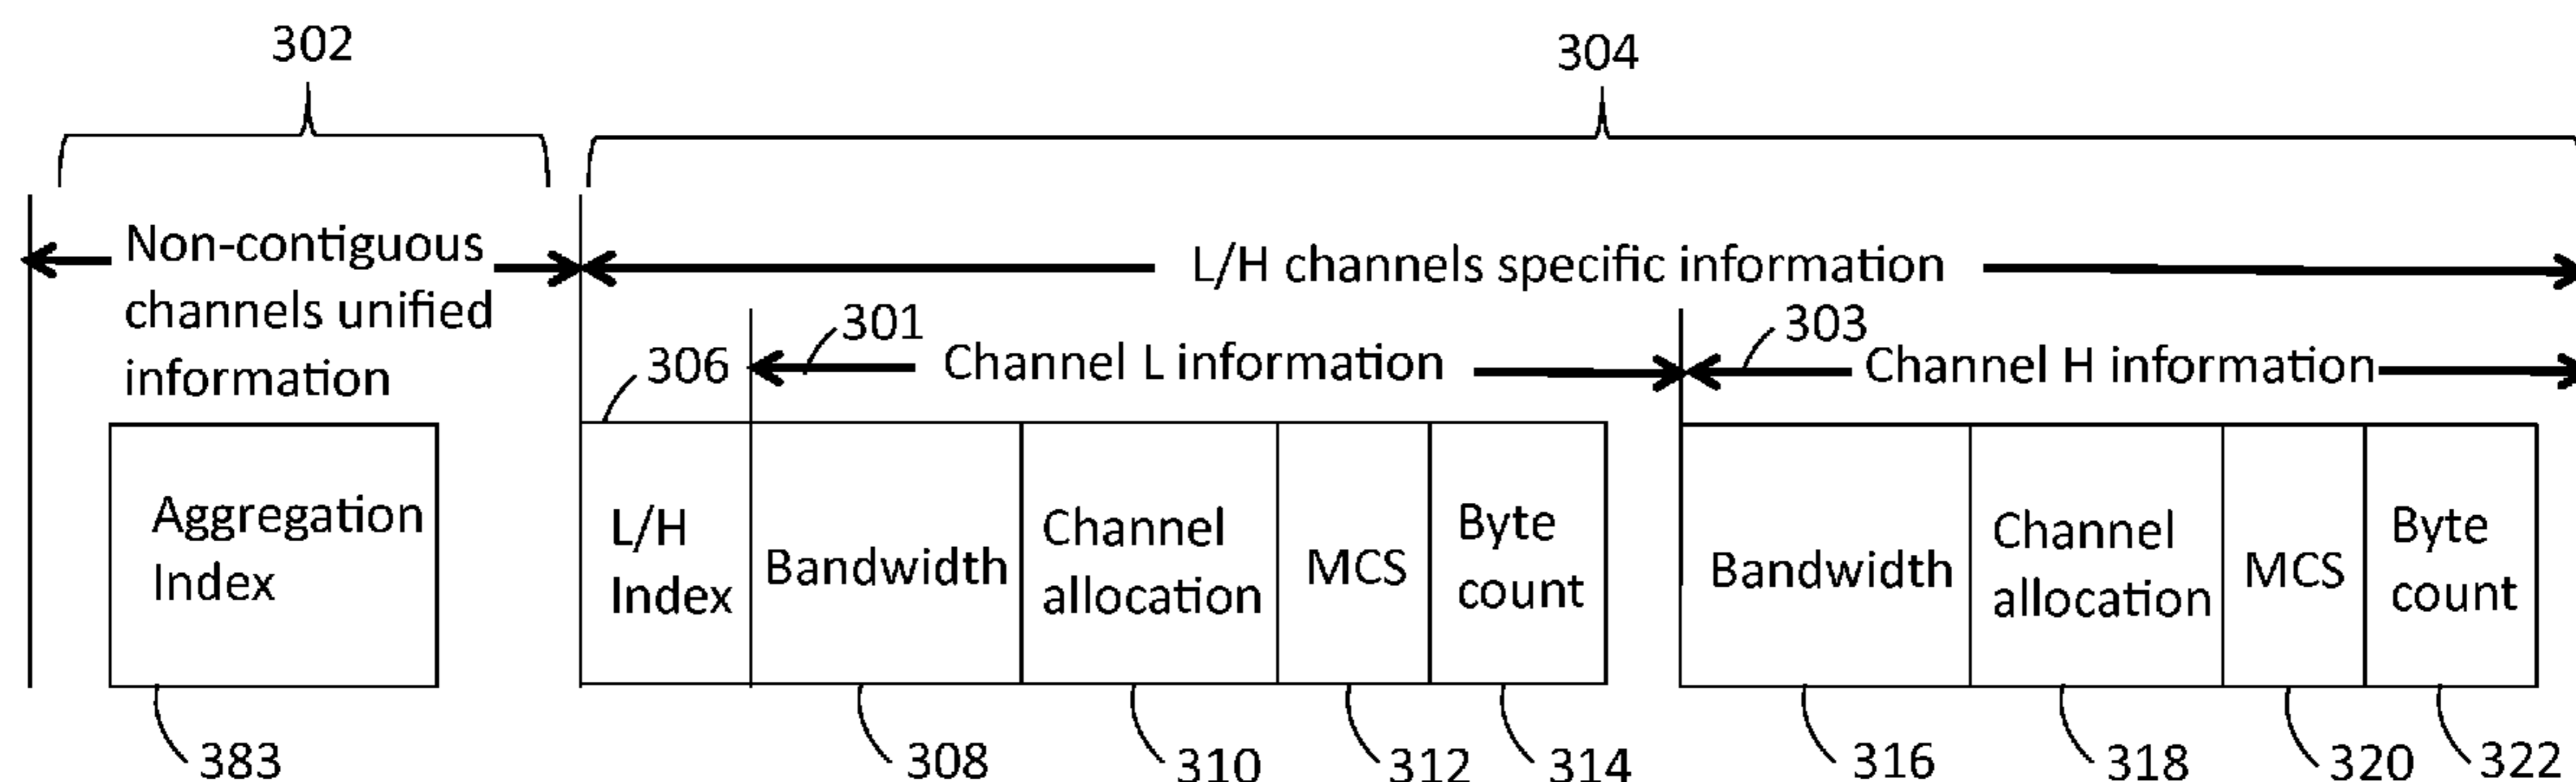 302
304
Non-contiguous
channels unified
information
L/H channels specific information
306
301
Channel L information
303
Channel H information
Aggregation
Index
L/H
Index
Bandwidth
Channel
allocation
MCS
Byte
count
Bandwidth
Channel
allocation
MCS
Byte
count
383
308
310
312
314
316
318
320
322